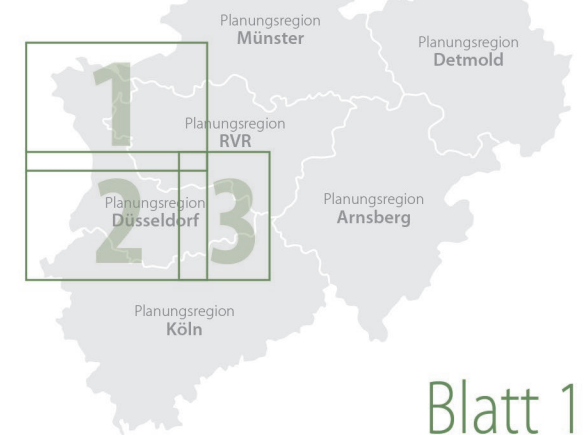 Planungsregion
Münster
Planungsregion
Detmold
1
Planungsregion
RVR
Planungsregion
Düsseldorf
2
3
Planungsregion
Arnsberg
Planungsregion
Köln
Blatt 1